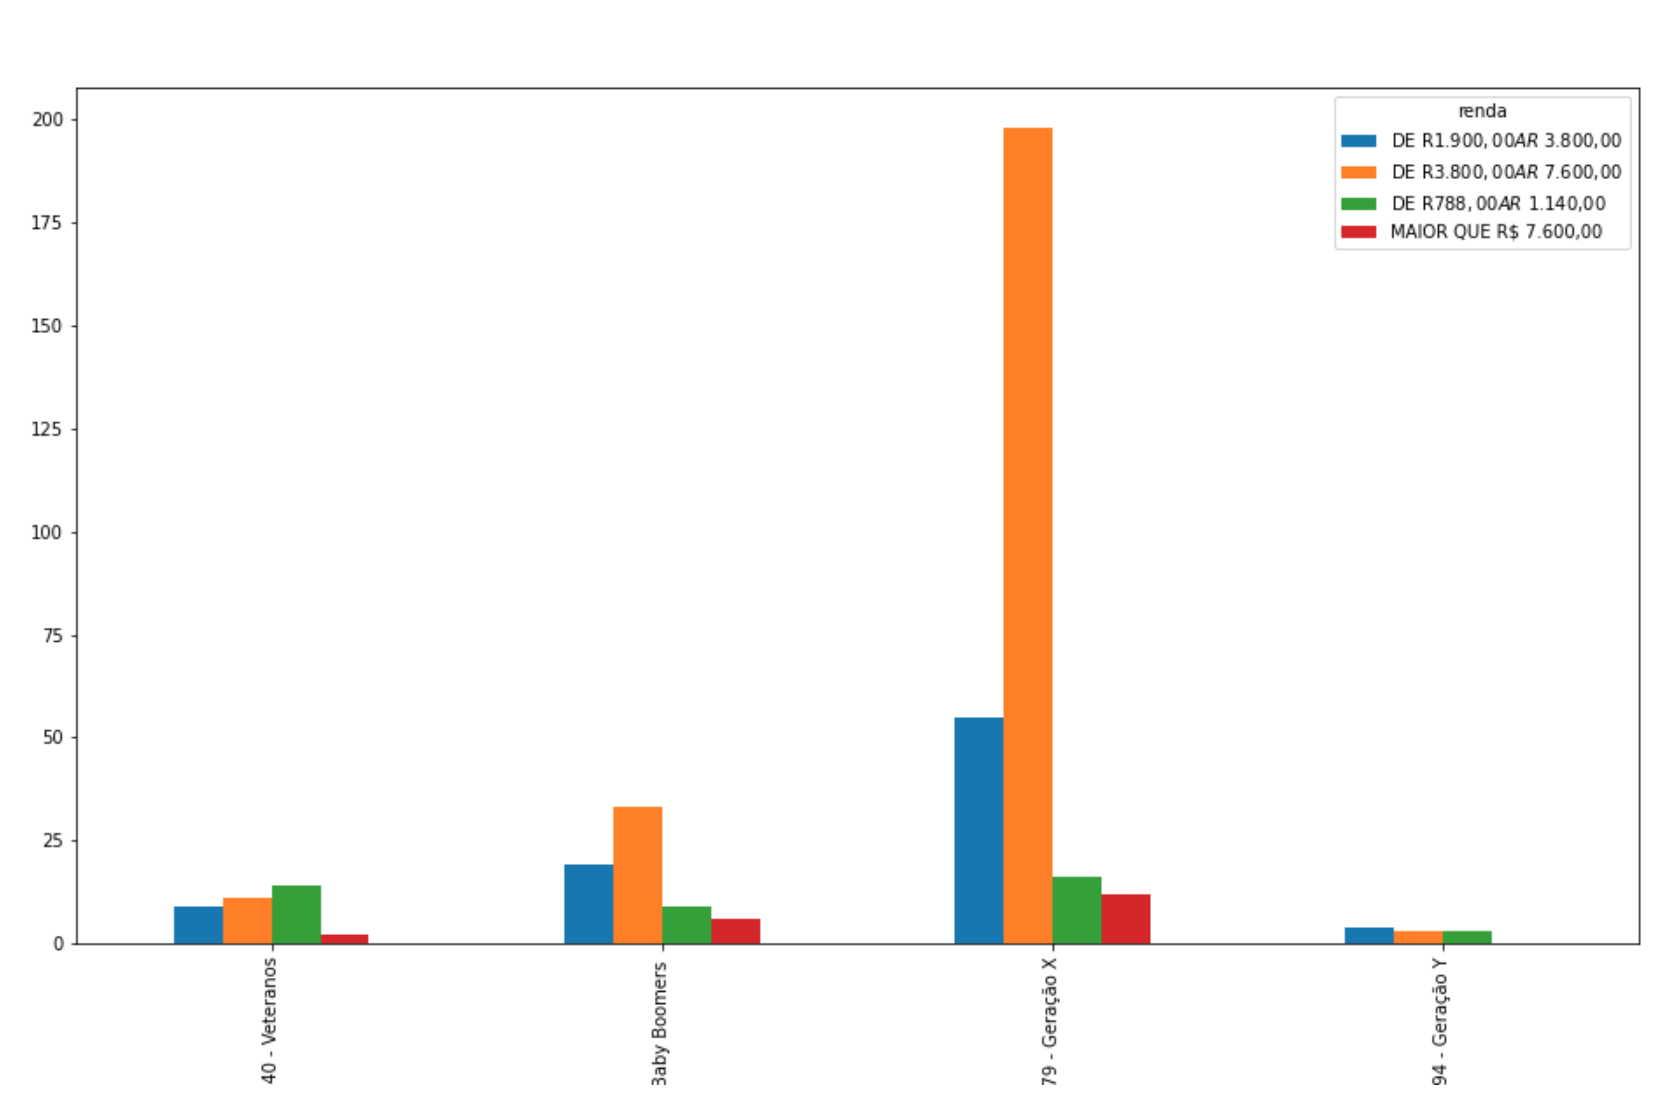 renda
DE R1.900, 00AR 3.800,00
DE R3.800, 00AR 7.600,00
DE R788, 00AR 1.140,00
MAIOR QUE R$ 7.600,00
200
175
150
125
100
75
50
25
0
40 - Veteranos
Baby Boomers
79 - Geração X
94 - Geração Y